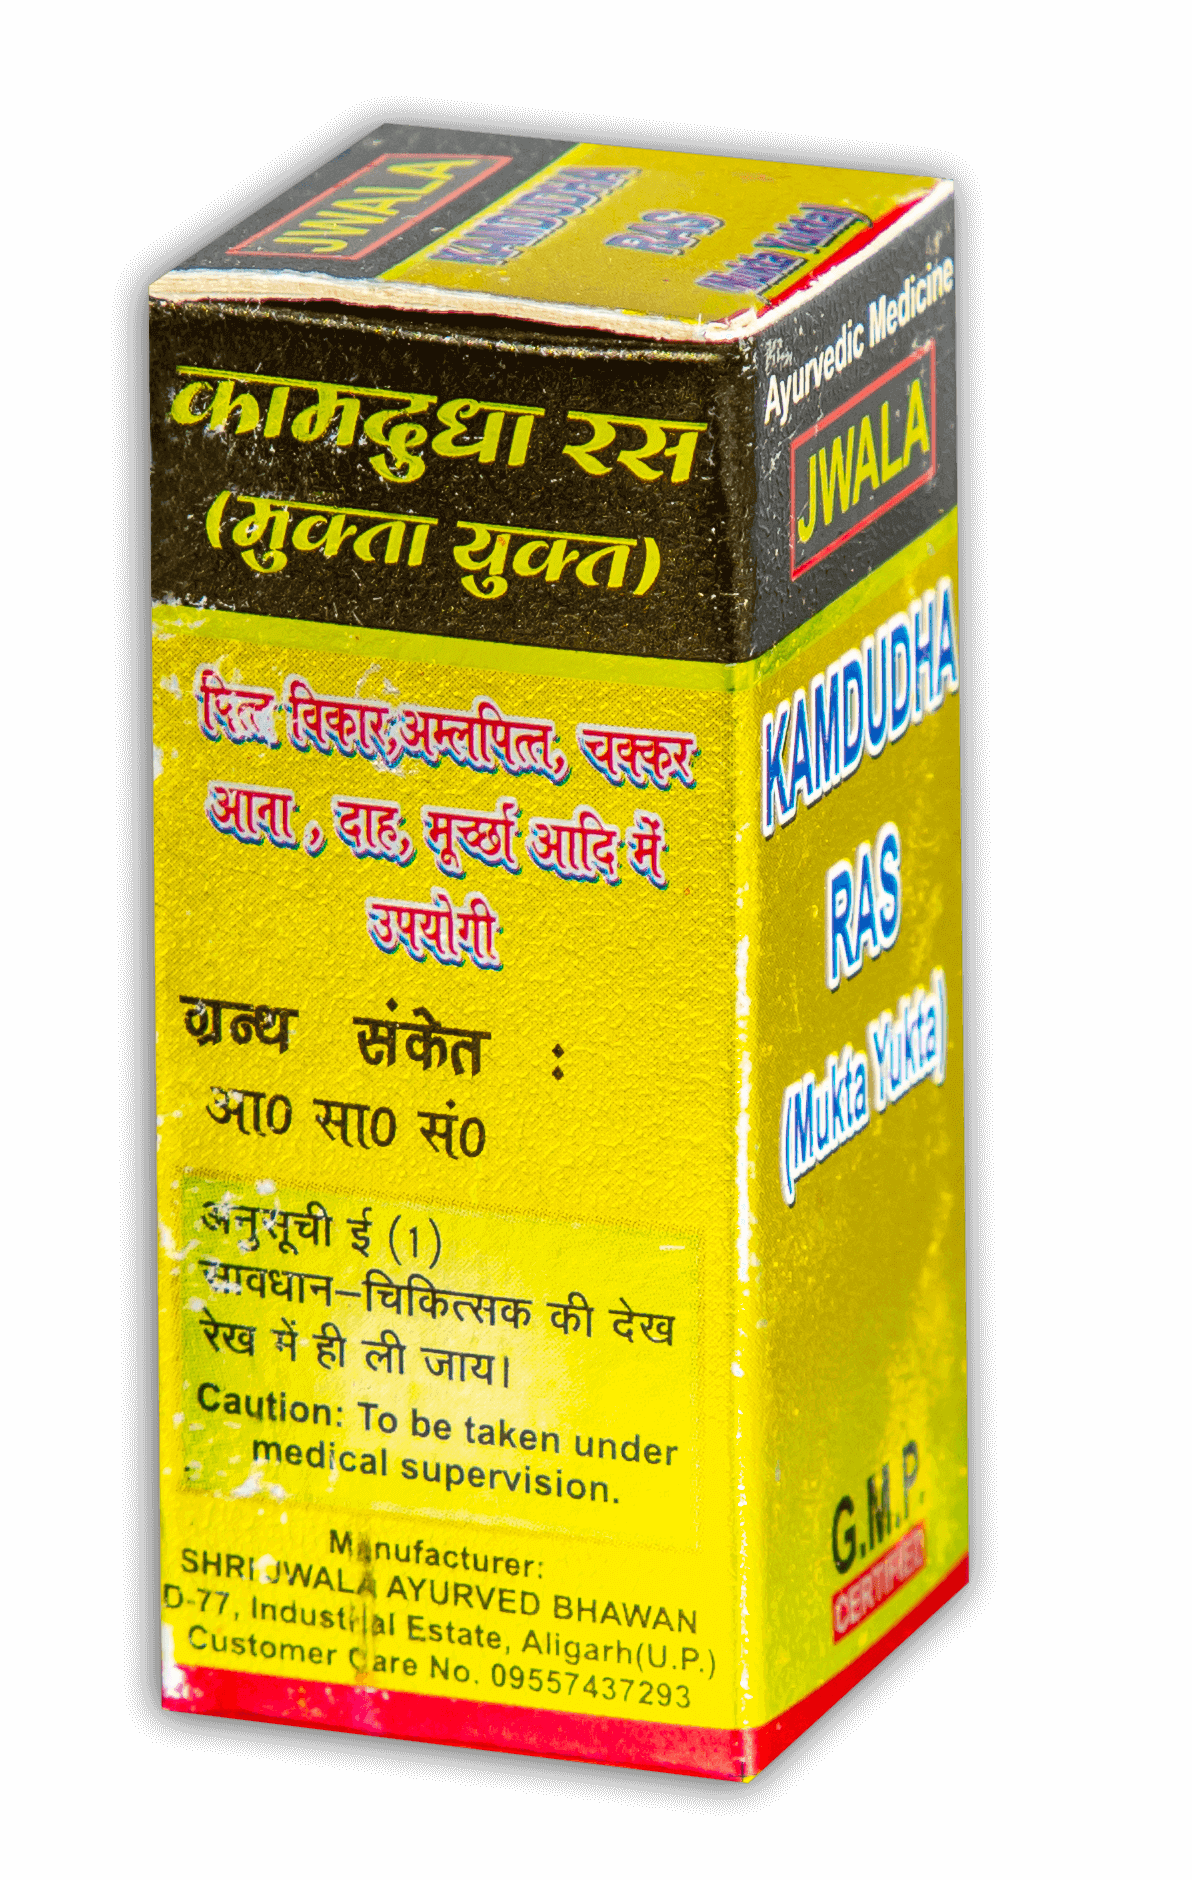 JWALA
KAMDUDHA
RAS
(Mukta Yukta)
कामदुधा रस
(मुक्ता युक्त)
पित्त विकार,अम्लपित्त, चक्कर
आना , दाह, मूर्च्छा आदि में
उपयोगी
ग्रन्थ संकेत :
आ0 सा0 सं0
अनुसूची ई (1)
सावधान–चिकित्सक की देख
रेख में ही ली जाय।
Caution: To be taken under
medical supervision.
Manufacturer:
SHRI JWALA AYURVED BHAWAN
D-77, Industrial Estate, Aligarh(U.P.)
Customer Care No. 09557437293
Ayurvedic Medicine
JWALA
KAMDUDHA
RAS
(Mukta Yukta)
G.M.P.
CERTIFIED